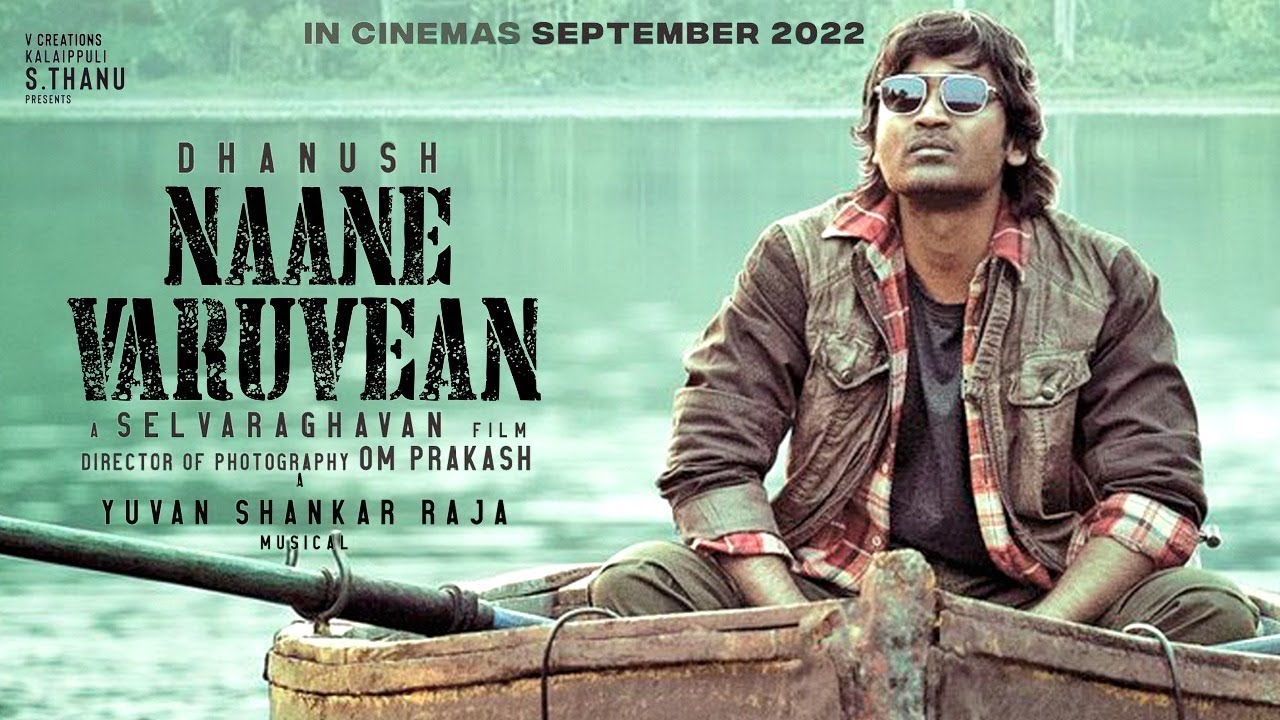 IN CINEMAS SEPTEMBER 2022
V CREATIONS
KALAIPPULI
S.THANU
PRESENTS
DHANUSH
NAANE
VARUVEAN
A SELVARAGHAVAN FILM
DIRECTOR OF PHOTOGRAPHY OM PRAKASH
A
YUVAN SHANKAR RAJA
MUSICAL